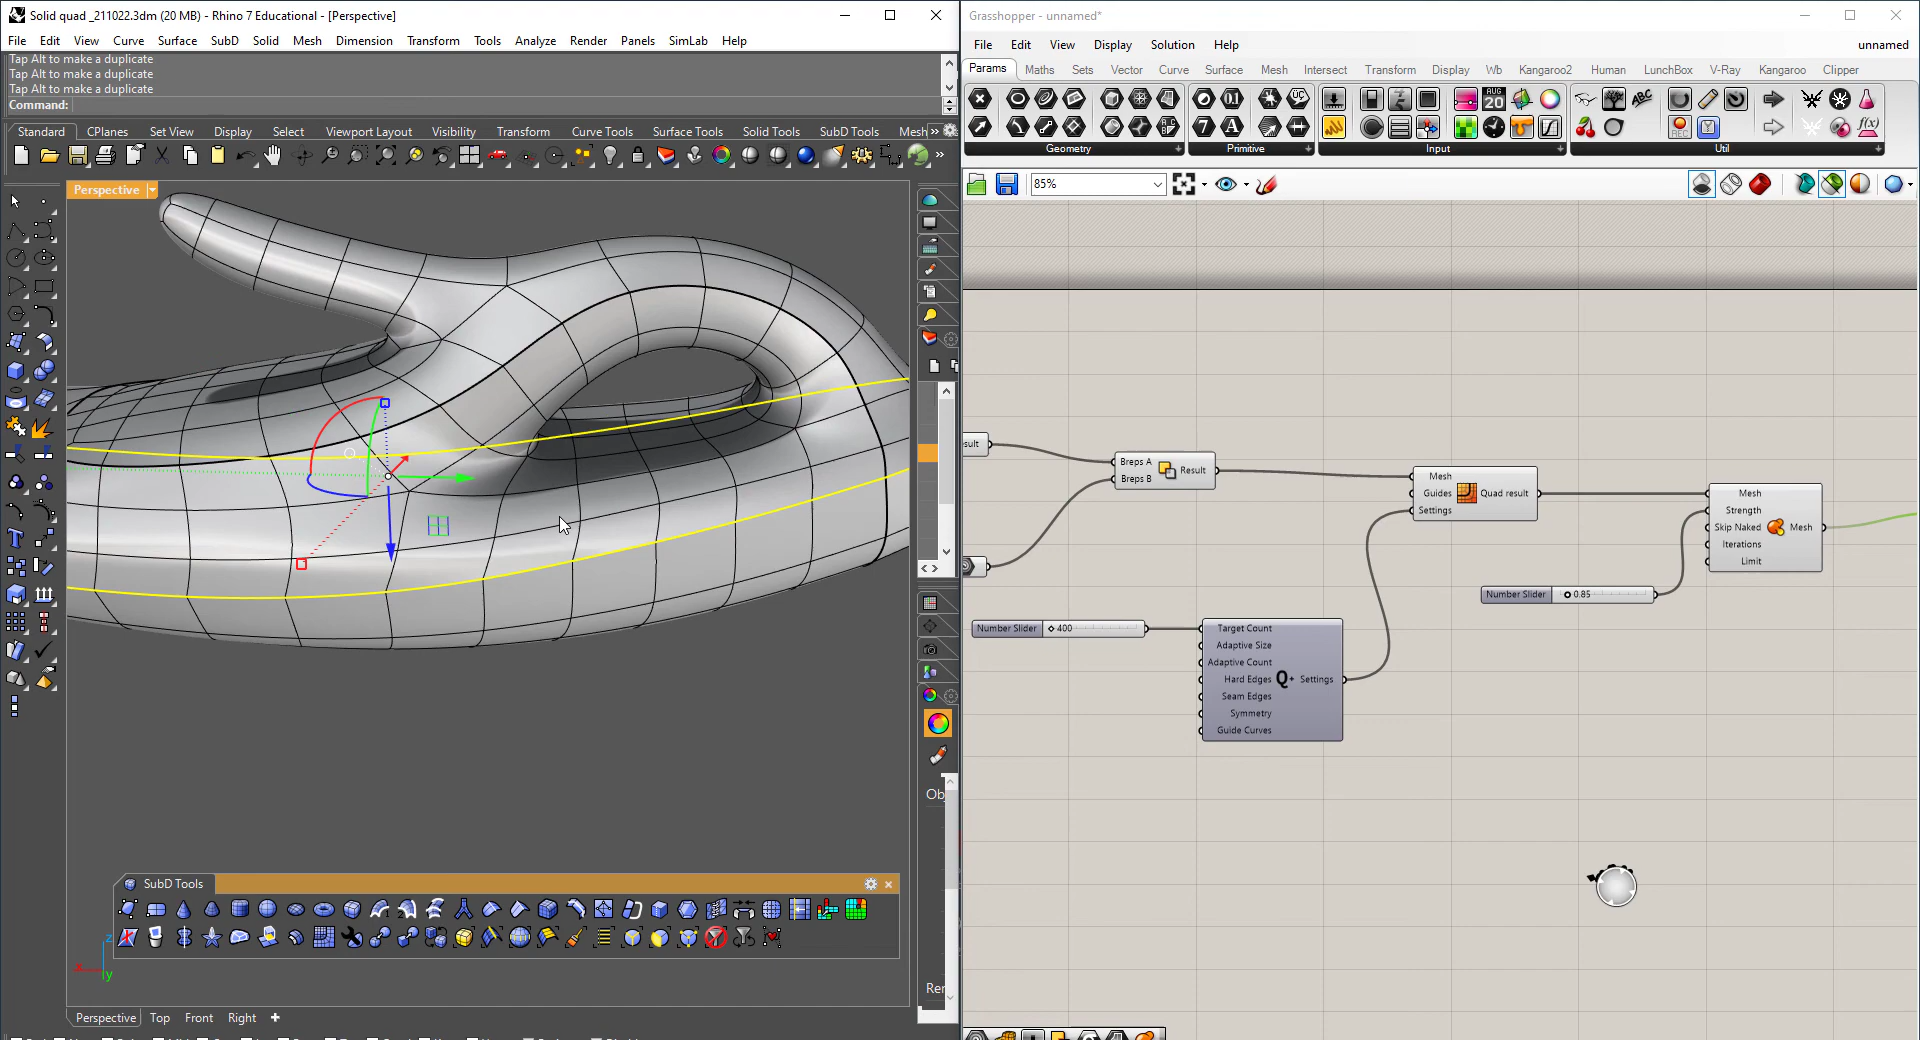 Solid quad _211022.3dm (20 MB) - Rhino 7 Educational - [Perspective]
File Edit View Curve Surface SubD Solid Mesh Dimension Transform Tools Analyze Render Panels SimLab Help
Tap Alt to make a duplicate
Tap Alt to make a duplicate
Tap Alt to make a duplicate
Command:
Standard CPlanes Set View Display Select Viewport Layout Visibility Transform Curve Tools Surface Tools Solid Tools SubD Tools Mesh »
Perspective
Ob
Rer
SubD Tools
z
x
y
Perspective Top Front Right
Grasshopper - unnamed*
File Edit View Display Solution Help
unnamed
Params Maths Sets Vector Curve Surface Mesh Intersect Transform Display Wb Kangaroo2 Human LunchBox V-Ray Kangaroo Clipper
Geometry Primitive Input Util
85%
sult
Breps A
Breps B
Result
Mesh
Guides
Settings
Quad result
Mesh
Strength
Skip Naked
Iterations
Limit
Mesh
Number Slider 0.85
Number Slider 400
Target Count
Adaptive Size
Adaptive Count
Hard Edges
Seam Edges
Symmetry
Guide Curves
Q+ Settings